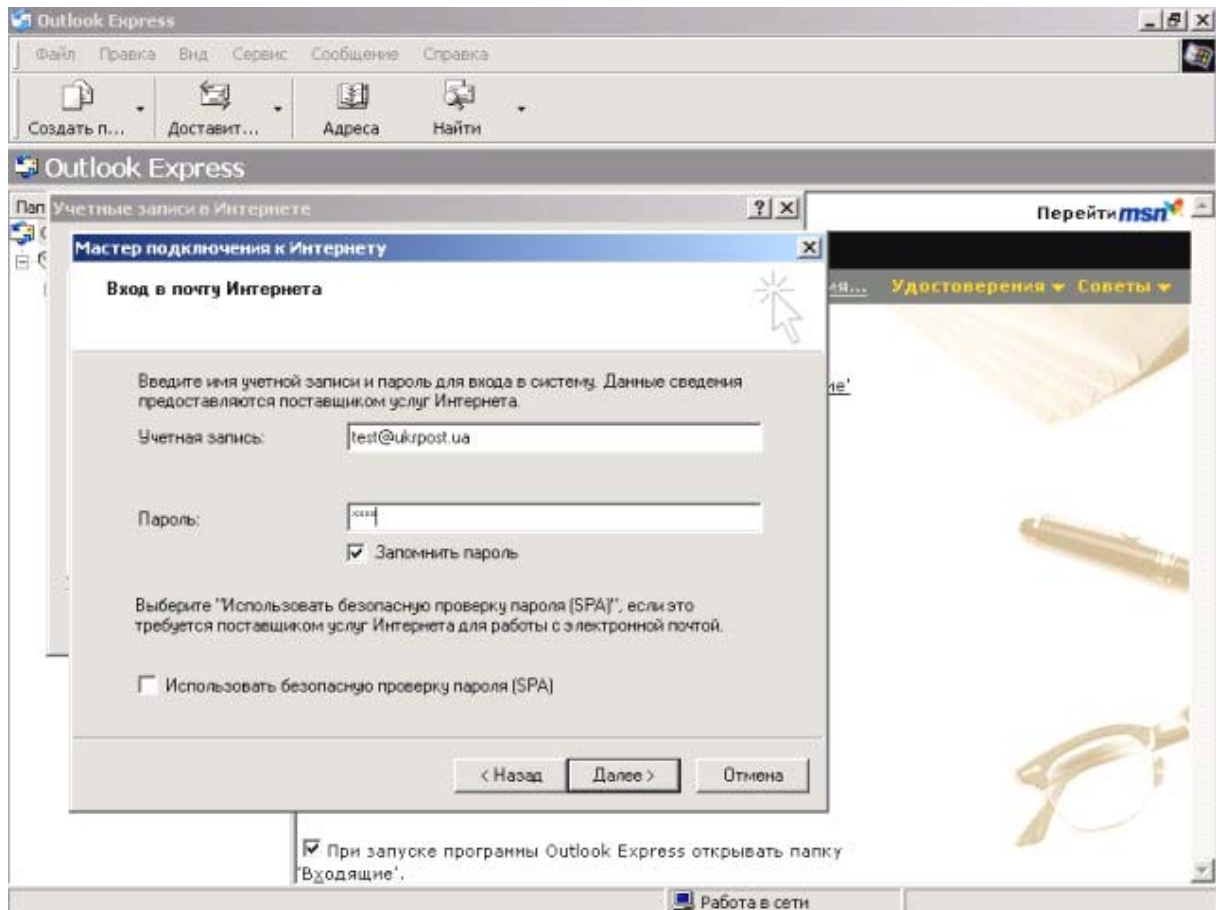 Outlook Express
Файл Правка Вид Сервис Сообщение Справка
Создать п... Доставит... Адреса Найти
Outlook Express
Пап
Учетные записи в Интернете
Перейти msn
Мастер подключения к Интернету
Вход в почту Интернета
ия... Удостоверения Советы
Введите имя учетной записи и пароль для входа в систему. Данные сведения
предоставляются поставщиком услуг Интернета.
ие'
Учетная запись: test@ukrpost.ua
Пароль: ****
Запомнить пароль
Выберите "Использовать безопасную проверку пароля (SPA)", если это
требуется поставщиком услуг Интернета для работы с электронной почтой.
Использовать безопасную проверку пароля (SPA)
< Назад Далее > Отмена
При запуске программы Outlook Express открывать папку
'Входящие'.
Работа в сети